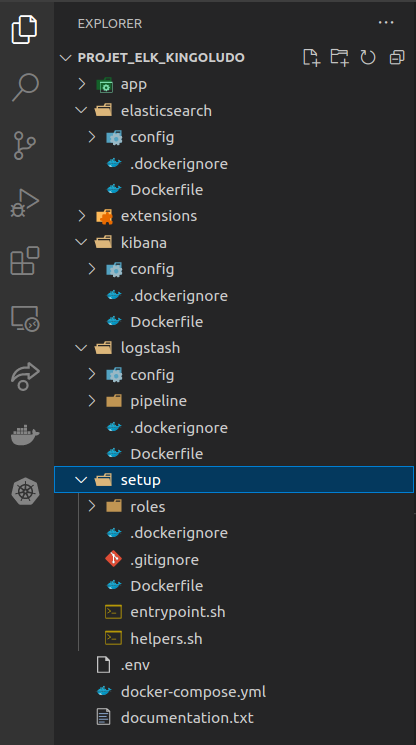 EXPLORER
PROJET_ELK_KINGOLUDO
app
elasticsearch
config
.dockerignore
Dockerfile
extensions
kibana
config
.dockerignore
Dockerfile
logstash
config
pipeline
.dockerignore
Dockerfile
setup
roles
.dockerignore
.gitignore
Dockerfile
entrypoint.sh
helpers.sh
.env
docker-compose.yml
documentation.txt